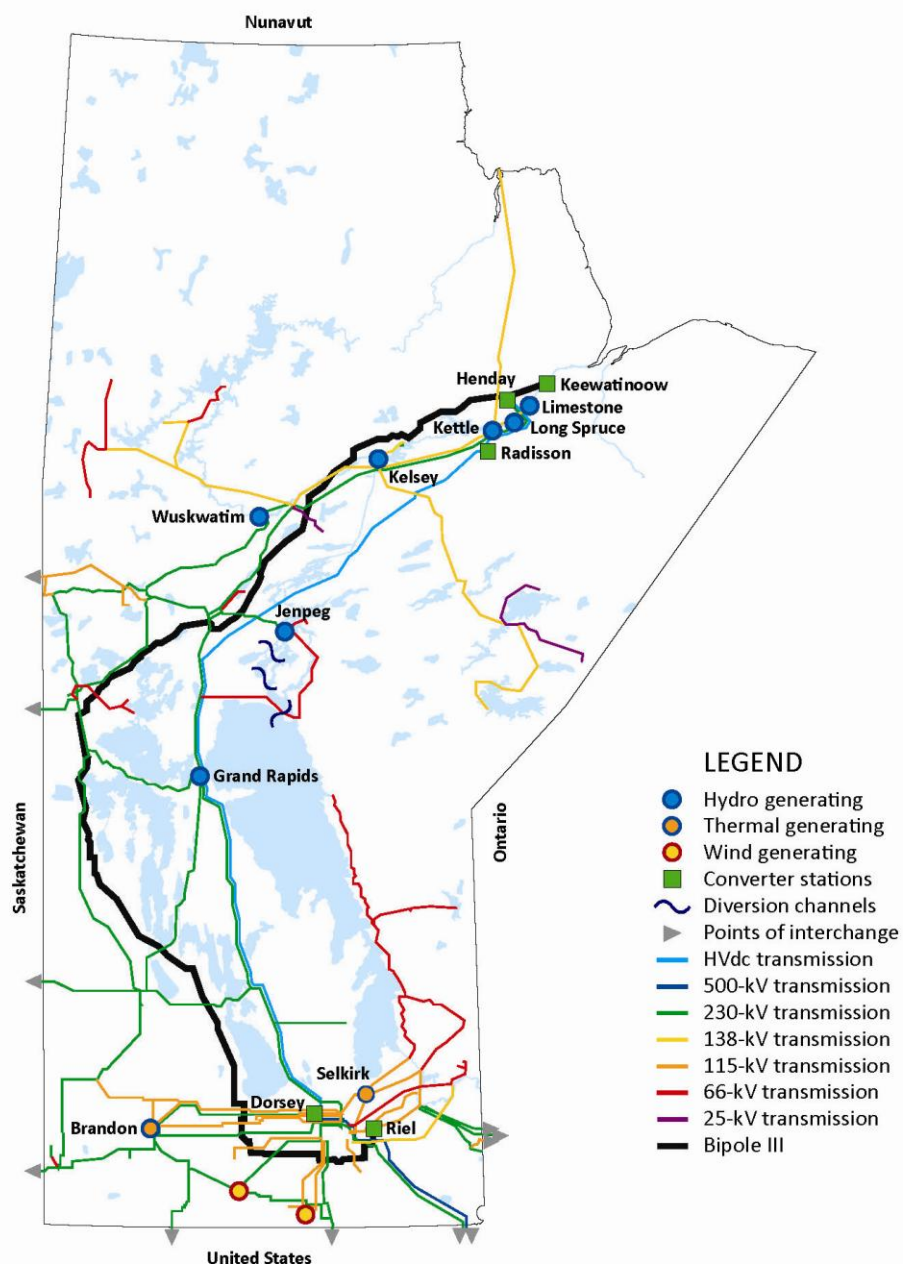 Nunavut
Henday
Keewatinoow
Limestone
Kettle
Long Spruce
Radisson
Kelsey
Wuskwatim
Jenpeg
Grand Rapids
Saskatchewan
Ontario
LEGEND
Hydro generating
Thermal generating
Wind generating
Converter stations
Diversion channels
Points of interchange
HVdc transmission
500-kV transmission
230-kV transmission
138-kV transmission
115-kV transmission
66-kV transmission
25-kV transmission
Bipole III
Selkirk
Dorsey
Brandon
Riel
United States